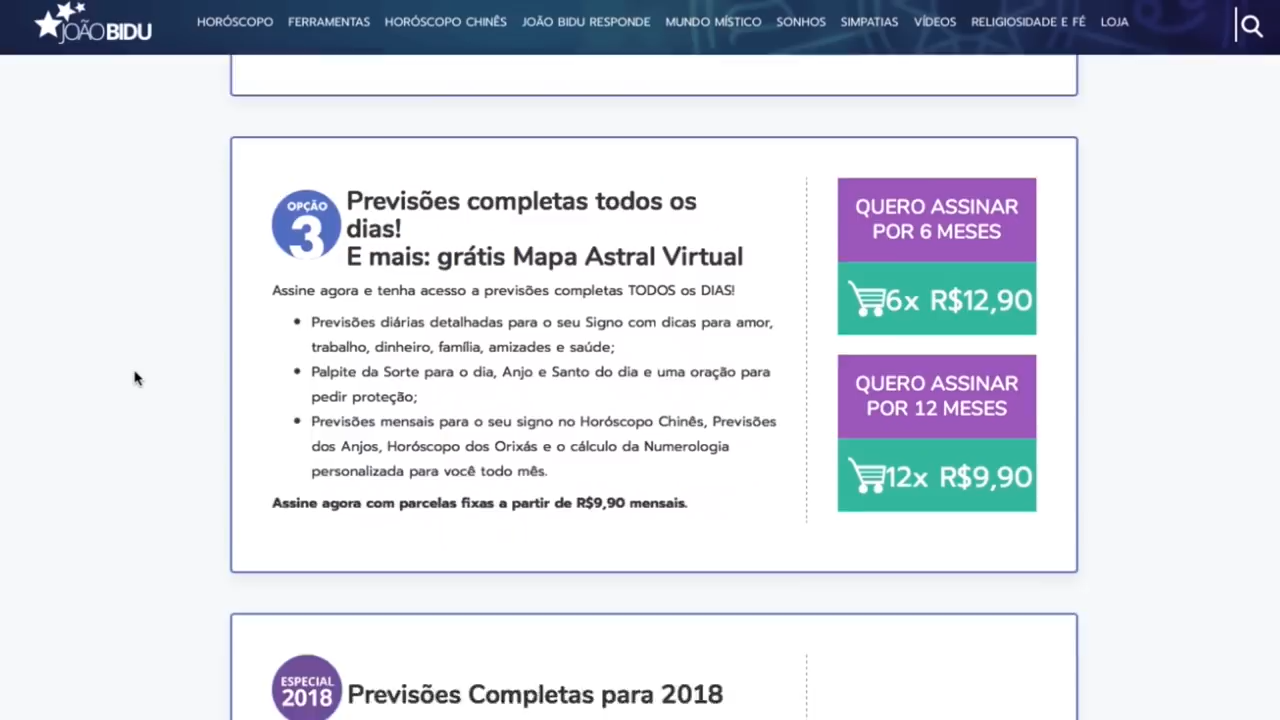 JOÃO BIDU
HORÓSCOPO FERRAMENTAS HORÓSCOPO CHINÊS JOÃO BIDU RESPONDE MUNDO MÍSTICO SONHOS SIMPATIAS VÍDEOS RELIGIOSIDADE E FÉ LOJA
OPÇÃO
3
Previsões completas todos os
dias!
E mais: grátis Mapa Astral Virtual
Assine agora e tenha acesso a previsões completas TODOS os DIAS!
Previsões diárias detalhadas para o seu Signo com dicas para amor,
trabalho, dinheiro, família, amizades e saúde;
Palpite da Sorte para o dia, Anjo e Santo do dia e uma oração para
pedir proteção;
Previsões mensais para o seu signo no Horóscopo Chinês, Previsões
dos Anjos, Horóscopo dos Orixás e o cálculo da Numerologia
personalizada para você todo mês.
Assine agora com parcelas fixas a partir de R$9,90 mensais.
QUERO ASSINAR
POR 6 MESES
6x R$12,90
QUERO ASSINAR
POR 12 MESES
12x R$9,90
ESPECIAL
2018
Previsões Completas para 2018